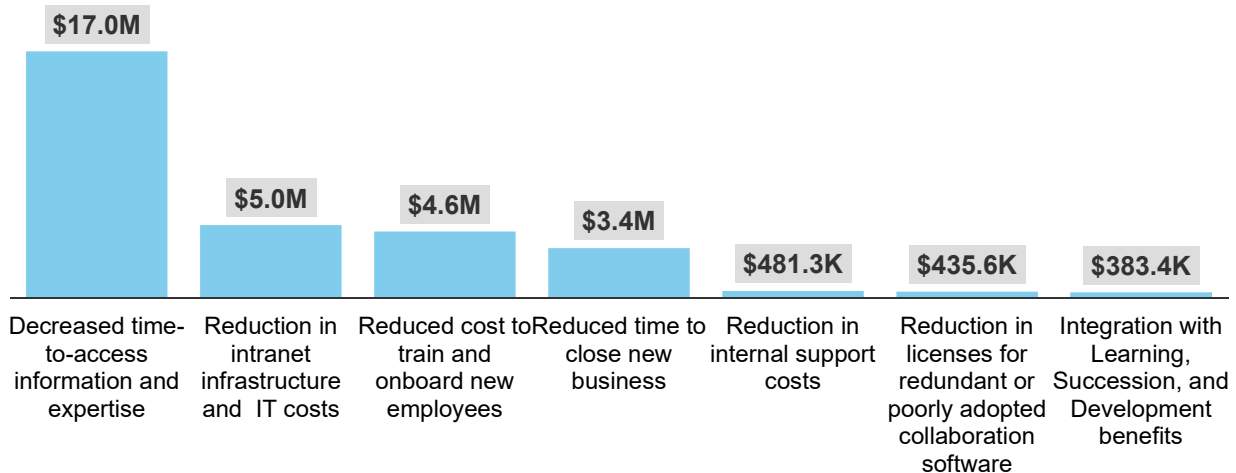 $17.0M
$5.0M
$4.6M
$3.4M
$481.3K
$435.6K
$383.4K
Decreased time-
to-access
information and
expertise
Reduction in
intranet
infrastructure
and  IT costs
Reduced cost to
train and
onboard new
employees
Reduced time to
close new
business
Reduction in
internal support
costs
Reduction in
licenses for
redundant or
poorly adopted
collaboration
software
Integration with
Learning,
Succession, and
Development
benefits